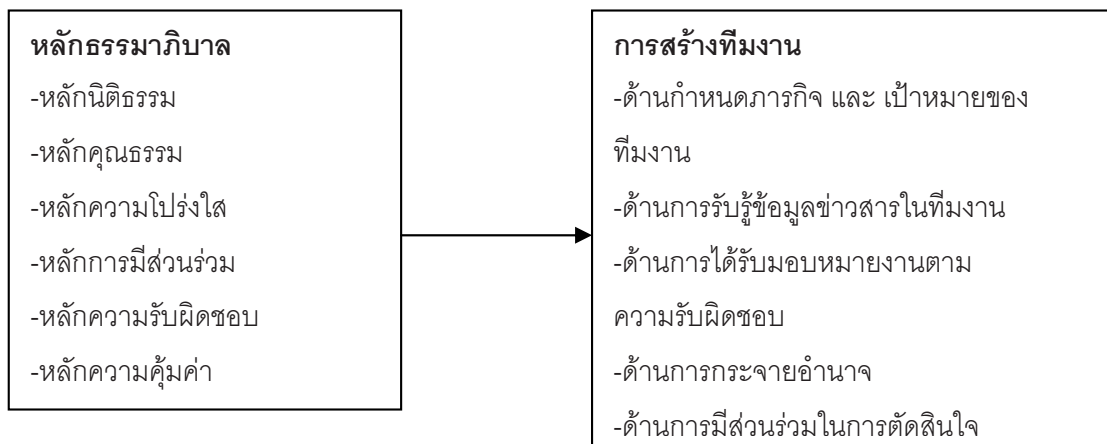 หลักธรรมาภิบาล
-หลักนิติธรรม
-หลักคุณธรรม
-หลักความโปร่งใส
-หลักการมีส่วนร่วม
-หลักความรับผิดชอบ
-หลักความคุ้มค่า
การสร้างทีมงาน
-ด้านกำหนดภารกิจ และ เป้าหมายของ
ทีมงาน
-ด้านการรับรู้ข้อมูลข่าวสารในทีมงาน
-ด้านการได้รับมอบหมายงานตาม
ความรับผิดชอบ
-ด้านการกระจายอำนาจ
-ด้านการมีส่วนร่วมในการตัดสินใจ